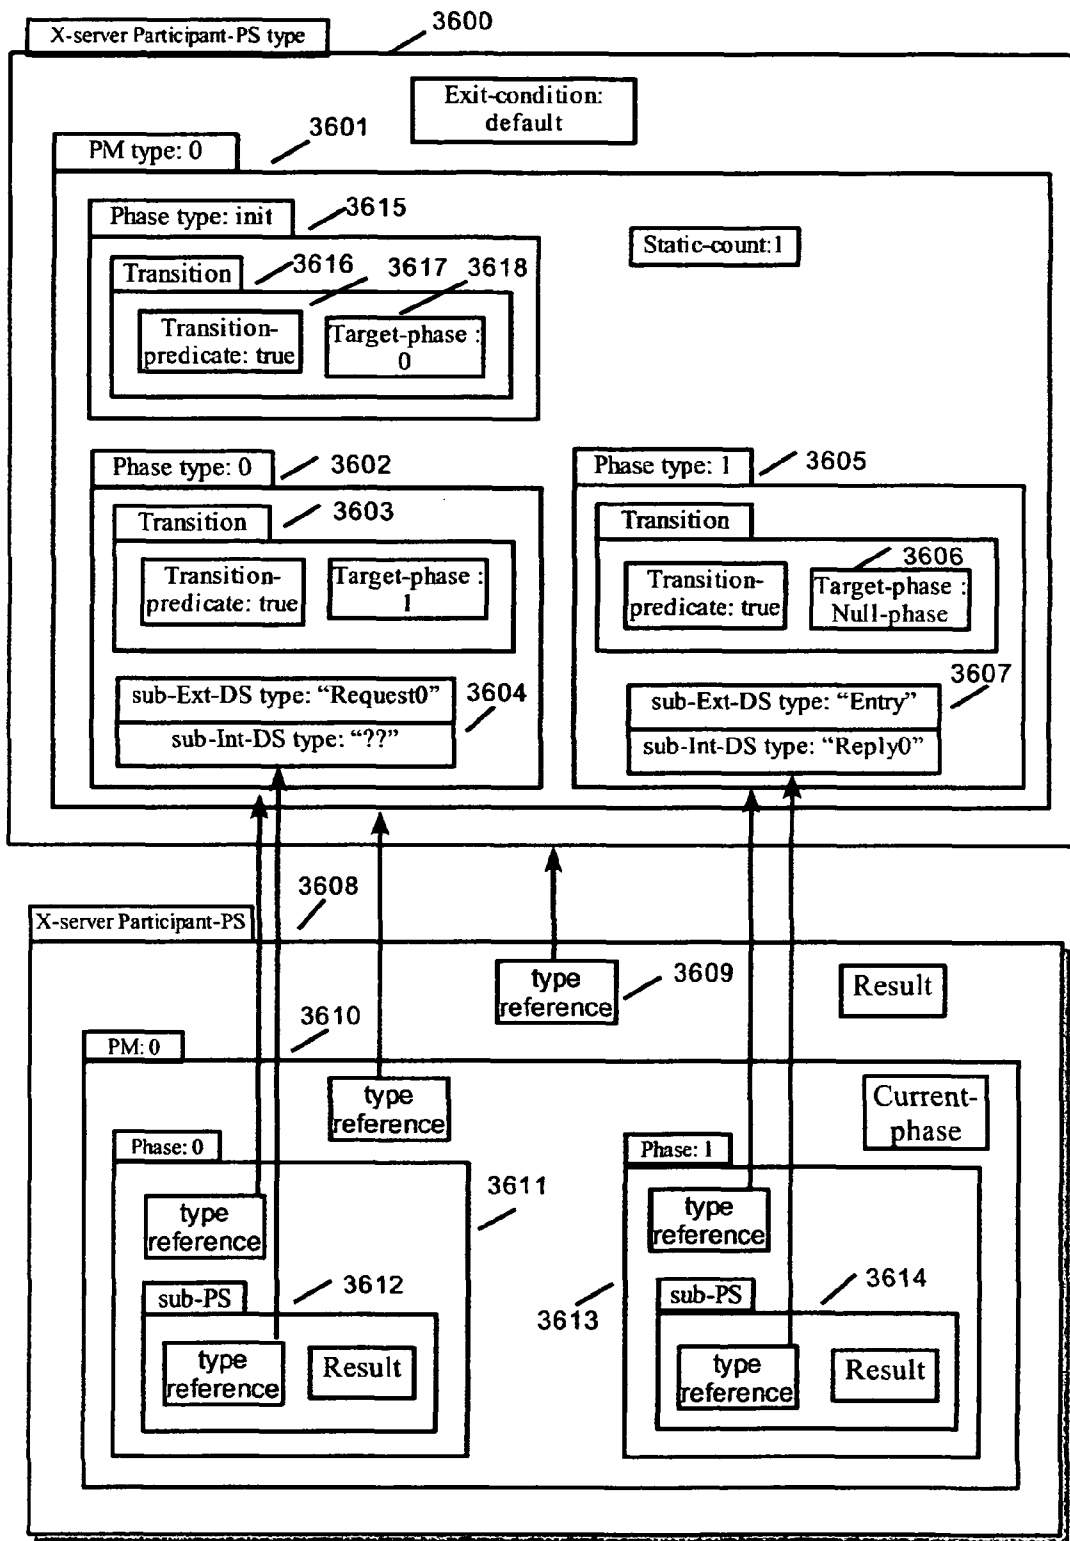 X-server Participant-PS type
3600
Exit-condition:
default
3601
PM type: 0
Phase type: init
3615
Static-count:1
Transition
3616
3617
3618
Transition-
predicate: true
Target-phase :
0
Phase type: 0
3602
Phase type: 1
3605
Transition
3603
Transition
Transition-
predicate: true
Target-phase :
1
3606
Transition-
predicate: true
Target-phase :
Null-phase
sub-Ext-DS type: “Request0”
3604
sub-Int-DS type: “??”
3607
sub-Ext-DS type: “Entry”
sub-Int-DS type: “Reply0”
3608
X-server Participant-PS
type
reference
3609
Result
3610
PM: 0
type
reference
Current-
phase
Phase: 0
Phase: 1
3611
type
reference
type
reference
3612
sub-PS
3613
3614
sub-PS
type
reference
Result
type
reference
Result